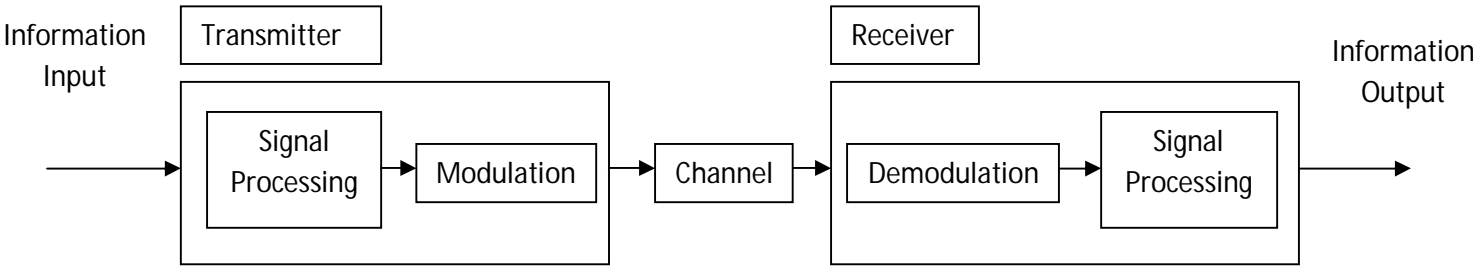 Information
Input
Transmitter
Signal
Processing
Modulation
Channel
Receiver
Demodulation
Signal
Processing
Information
Output